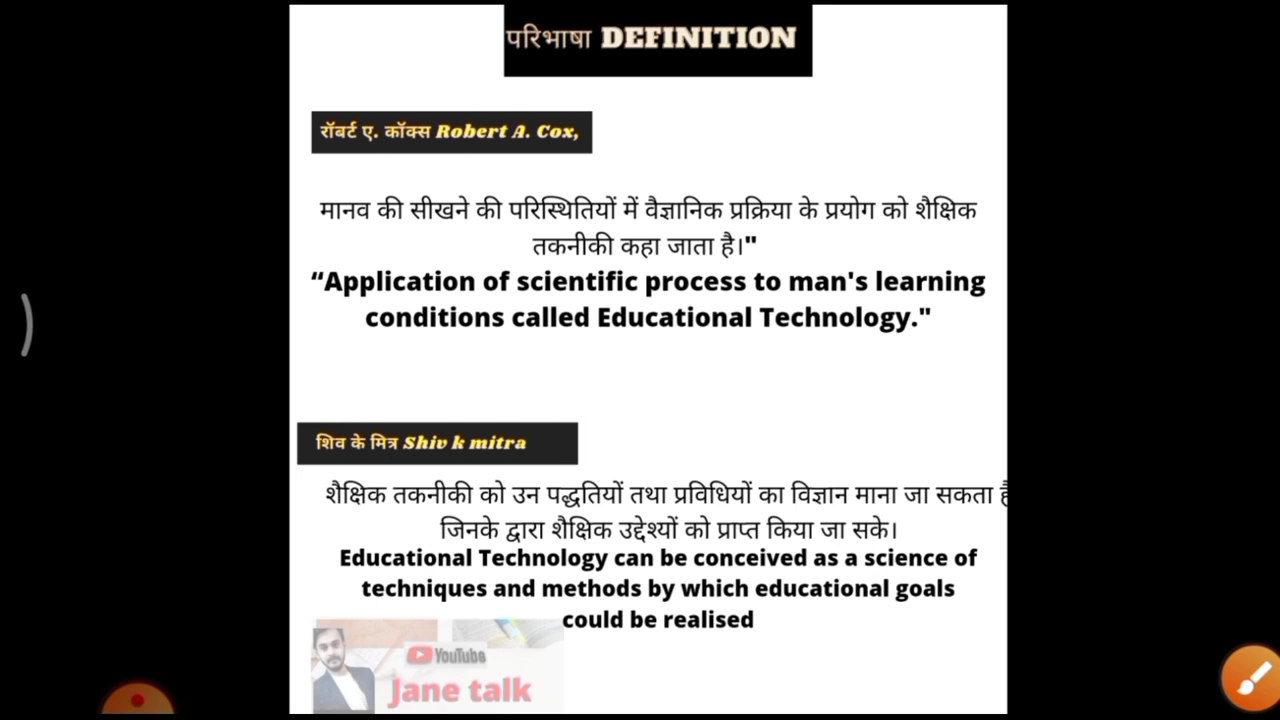 परिभाषा DEFINITION
रॉबर्ट ए. कॉक्स Robert A. Cox,
मानव की सीखने की परिस्थितियों में वैज्ञानिक प्रक्रिया के प्रयोग को शैक्षिक
तकनीकी कहा जाता है।"
“Application of scientific process to man's learning
conditions called Educational Technology."
शिव के मित्र Shiv k mitra
शैक्षिक तकनीकी को उन पद्धतियों तथा प्रविधियों का विज्ञान माना जा सकता
जिनके द्वारा शैक्षिक उद्देश्यों को प्राप्त किया जा सके।
Educational Technology can be conceived as a science of
techniques and methods by which educational goals
could be realised
YouTube
Jane talk